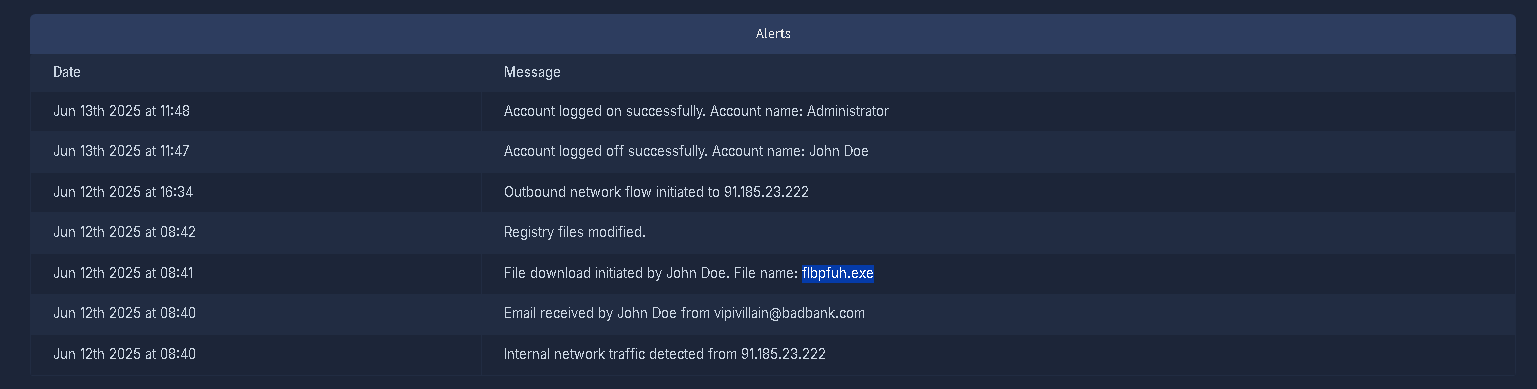 Alerts
Date Message
Jun 13th 2025 at 11:48 Account logged on successfully. Account name: Administrator
Jun 13th 2025 at 11:47 Account logged off successfully. Account name: John Doe
Jun 12th 2025 at 16:34 Outbound network flow initiated to 91.185.23.222
Jun 12th 2025 at 08:42 Registry files modified.
Jun 12th 2025 at 08:41 File download initiated by John Doe. File name: flbpfuh.exe
Jun 12th 2025 at 08:40 Email received by John Doe from vipivillain@badbank.com
Jun 12th 2025 at 08:40 Internal network traffic detected from 91.185.23.222